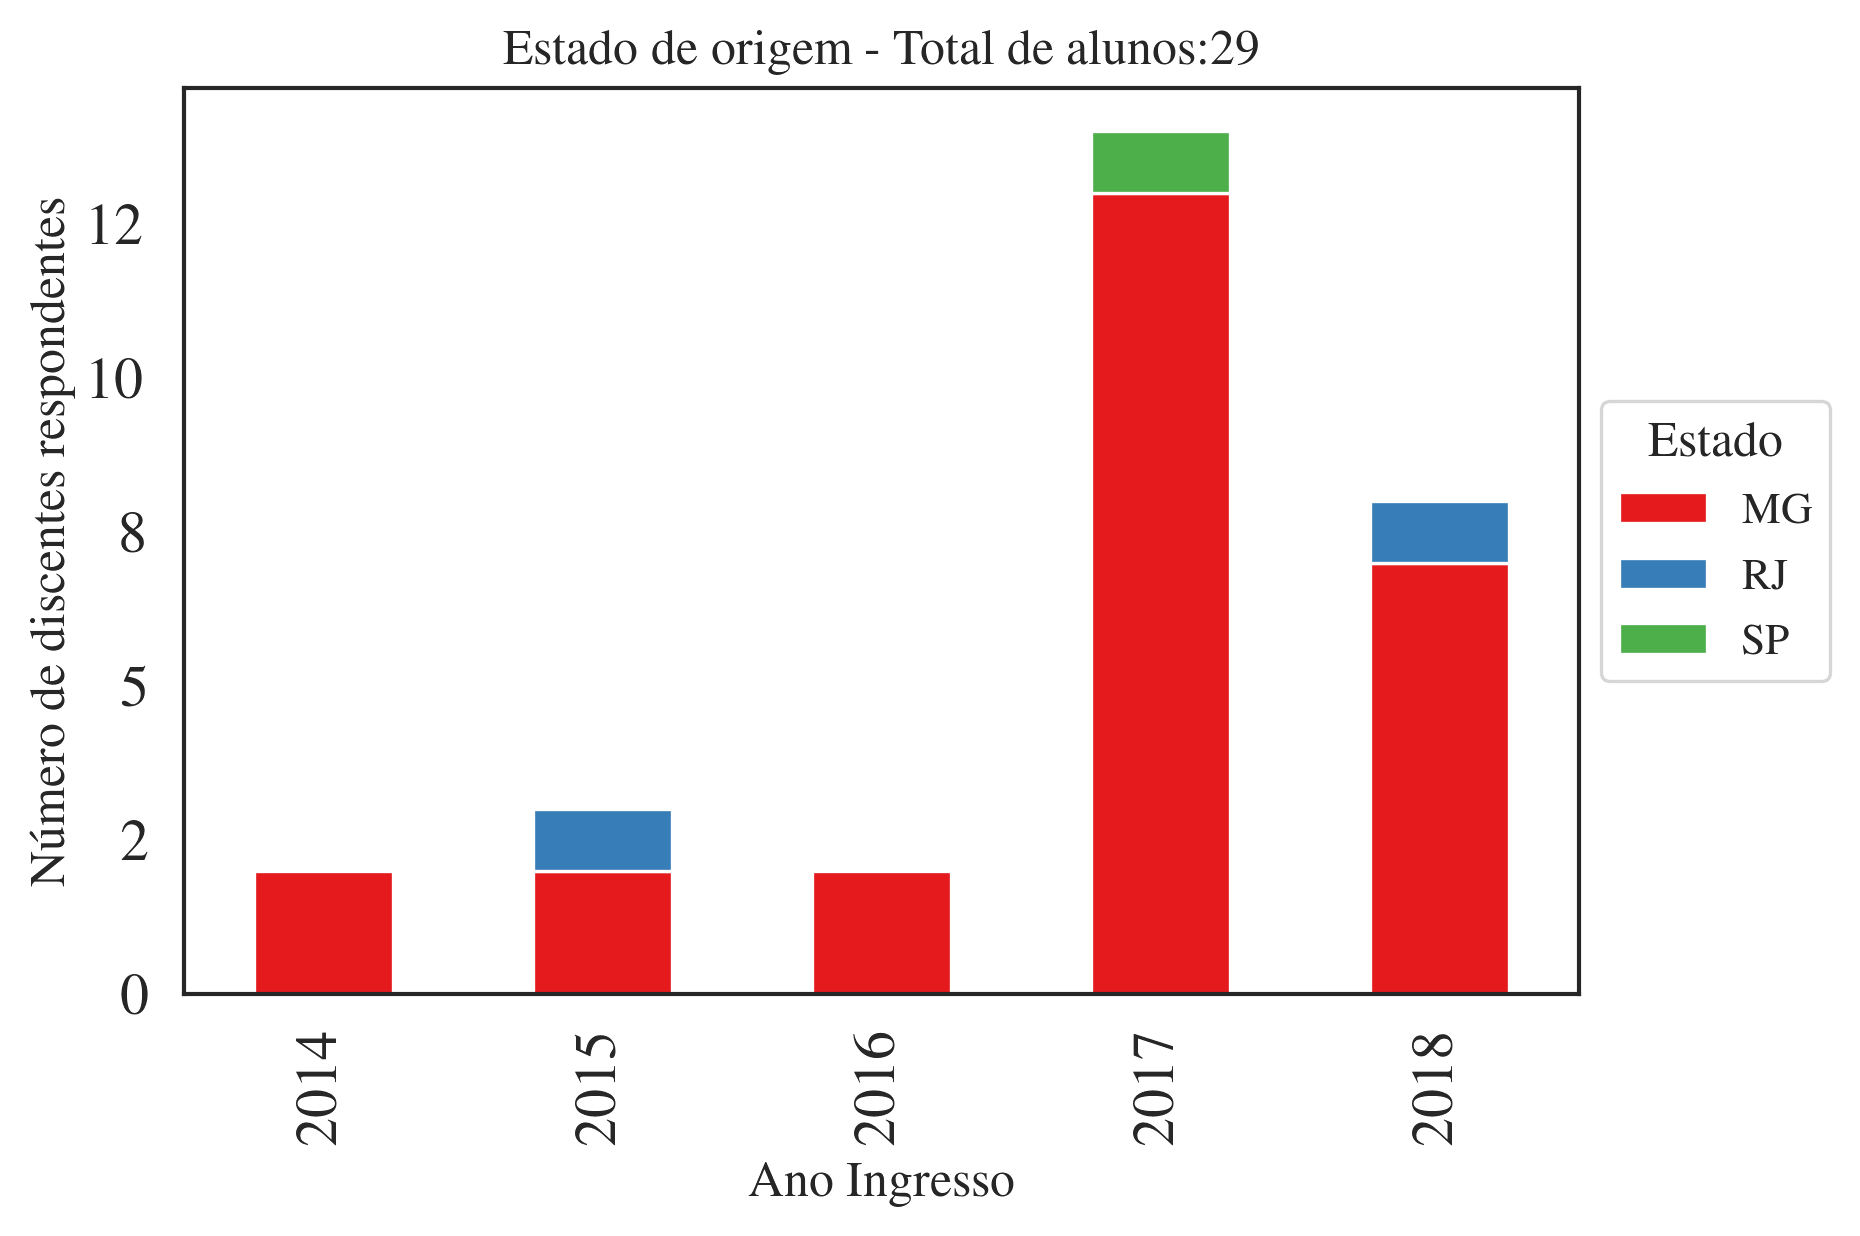 Estado de origem - Total de alunos:29
Número de discentes respondentes
12
10
8
5
2
0
2014
2015
2016
2017
2018
Ano Ingresso
Estado
MG
RJ
SP